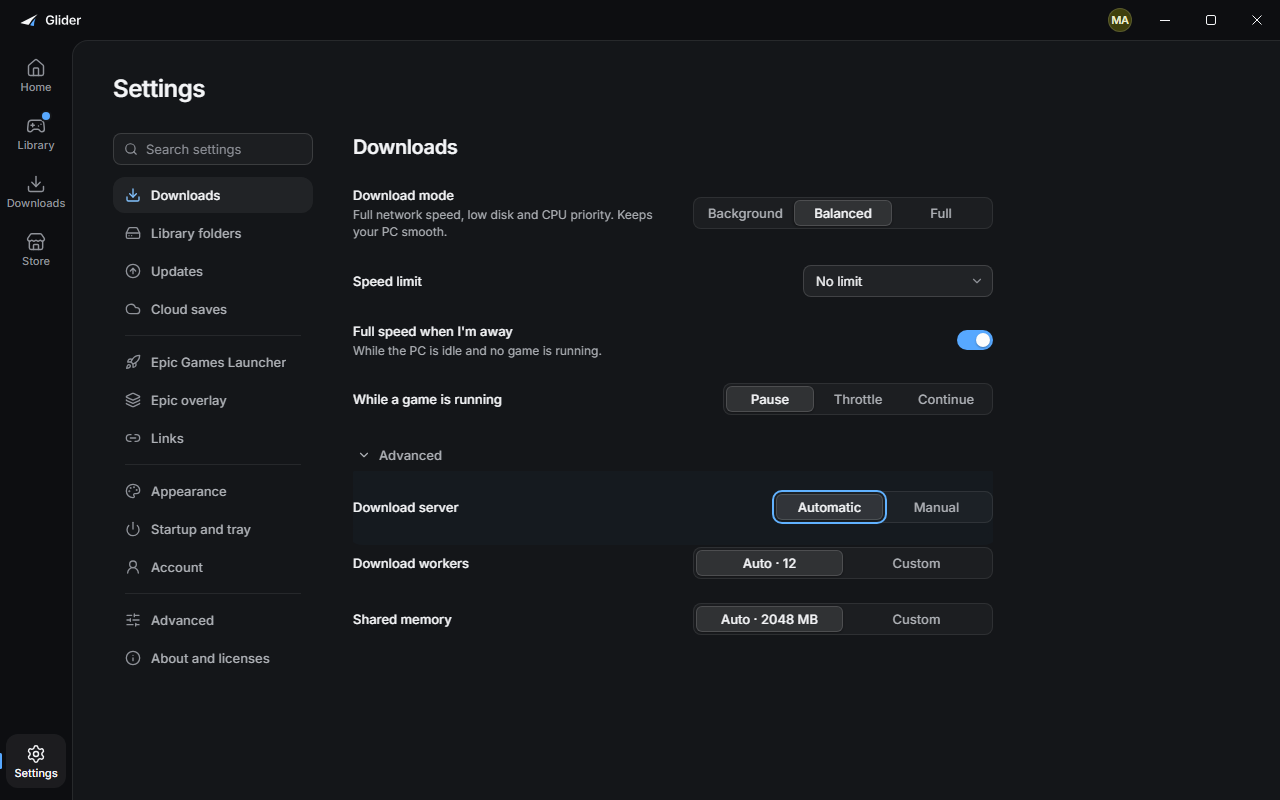 Glider
MA
Home
Library
Downloads
Store
Settings
Settings
Search settings
Downloads
Library folders
Updates
Cloud saves
Epic Games Launcher
Epic overlay
Links
Appearance
Startup and tray
Account
Advanced
About and licenses
Downloads
Download mode
Full network speed, low disk and CPU priority. Keeps
your PC smooth.
Background Balanced Full
Speed limit
No limit
Full speed when I'm away
While the PC is idle and no game is running.
While a game is running
Pause Throttle Continue
Advanced
Download server
Automatic Manual
Download workers
Auto · 12 Custom
Shared memory
Auto · 2048 MB Custom